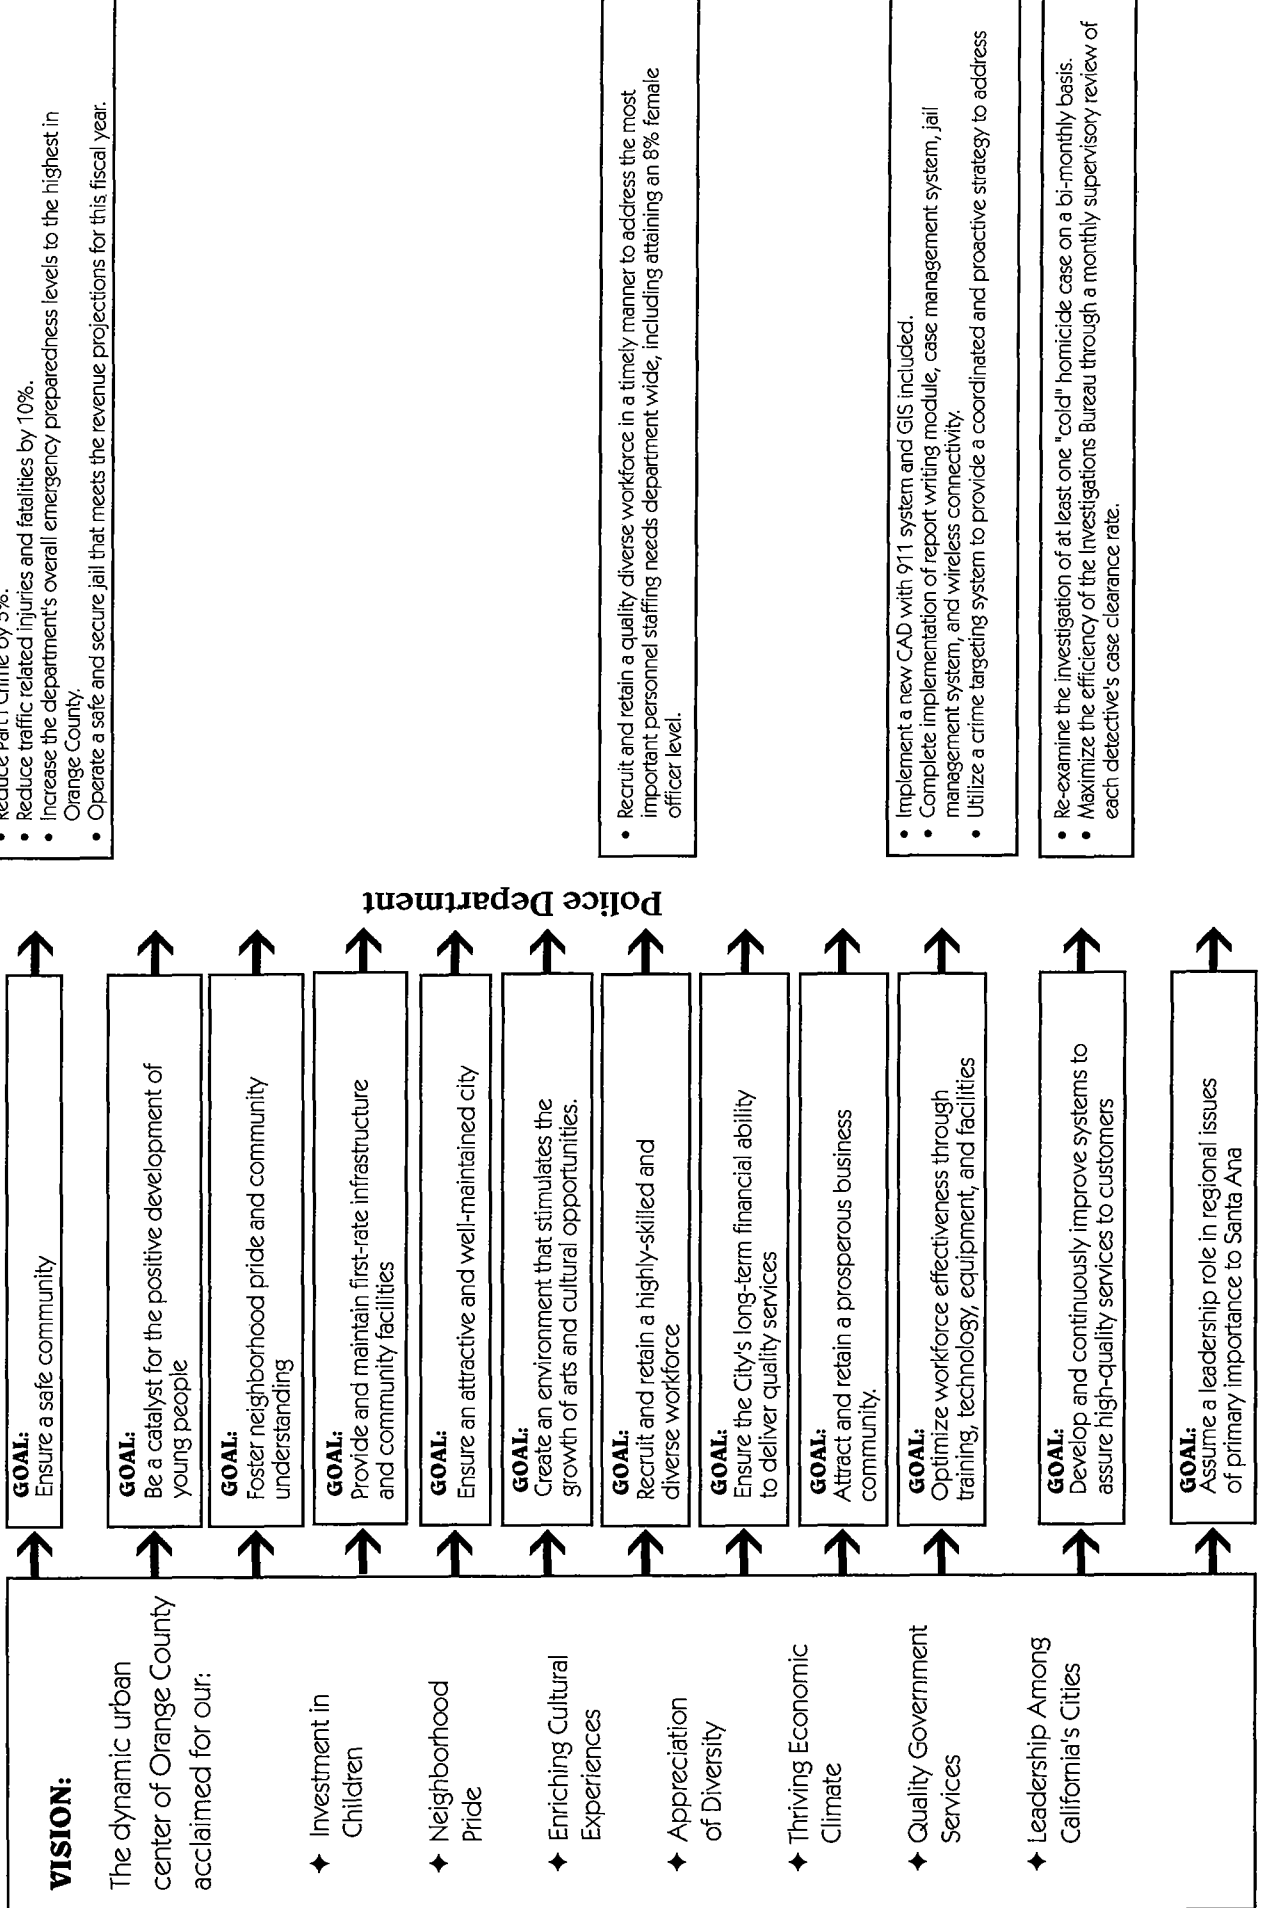 VISION:
The dynamic urban
center of Orange County
acclaimed for our:
✦ Investment in
Children
✦ Neighborhood
Pride
✦ Enriching Cultural
Experiences
✦ Appreciation
of Diversity
✦ Thriving Economic
Climate
✦ Quality Government
Services
✦ Leadership Among
California's Cities
GOAL:
Ensure a safe community
GOAL:
Be a catalyst for the positive development of
young people
GOAL:
Foster neighborhood pride and community
understanding
GOAL:
Provide and maintain first-rate infrastructure
and community facilities
GOAL:
Ensure an attractive and well-maintained city
GOAL:
Create an environment that stimulates the
growth of arts and cultural opportunities.
GOAL:
Recruit and retain a highly-skilled and
diverse workforce
GOAL:
Ensure the City's long-term financial ability
to deliver quality services
GOAL:
Attract and retain a prosperous business
community.
GOAL:
Optimize workforce effectiveness through
training, technology, equipment, and facilities
GOAL:
Develop and continuously improve systems to
assure high-quality services to customers
GOAL:
Assume a leadership role in regional issues
of primary importance to Santa Ana
Police Department
• Reduce Part I Crime by 5%.
• Reduce traffic related injuries and fatalities by 10%.
• Increase the department's overall emergency preparedness levels to the highest in
Orange County.
• Operate a safe and secure jail that meets the revenue projections for this fiscal year.
• Recruit and retain a quality diverse workforce in a timely manner to address the most
important personnel staffing needs department wide, including attaining an 8% female
officer level.
• Implement a new CAD with 911 system and GIS included.
• Complete implementation of report writing module, case management system, jail
management system, and wireless connectivity.
• Utilize a crime targeting system to provide a coordinated and proactive strategy to address
• Re-examine the investigation of at least one "cold" homicide case on a bi-monthly basis.
• Maximize the efficiency of the Investigations Bureau through a monthly supervisory review of
each detective's case clearance rate.